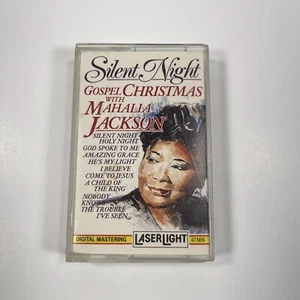 Silent Night
GOSPEL CHRISTMAS
WITH
MAHALIA
JACKSON
SILENT NIGHT-
HOLY NIGHT
GOD SPOKE TO ME
AMAZING GRACE
HE'S MY LIGHT
I BELIEVE
COME TO JESUS
A CHILD OF
THE KING
NOBODY
KNOWS
THE TROUBLE
I'VE SEEN
DIGITAL MASTERING
LASERLIGHT